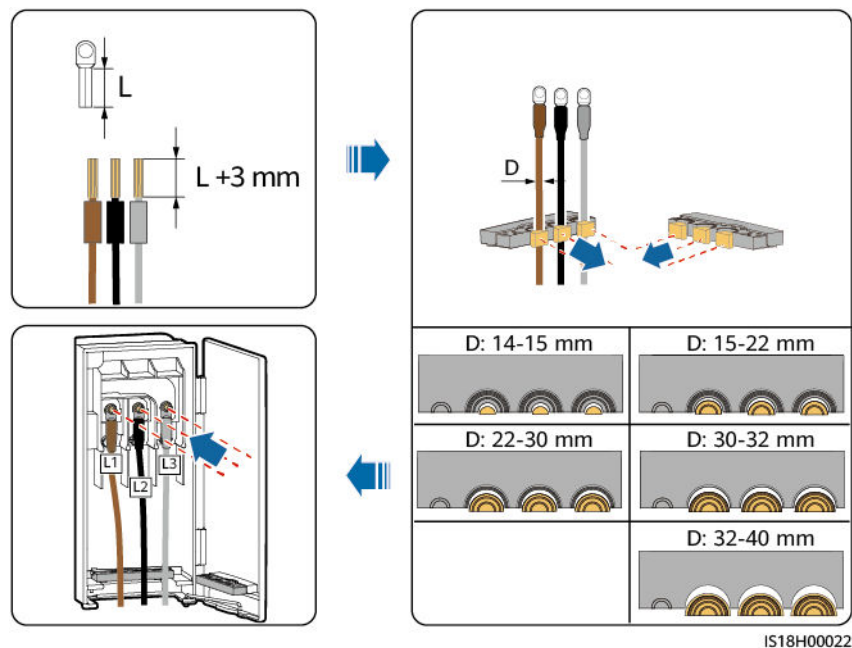 L
L +3 mm
D
D: 14-15 mm
D: 15-22 mm
D: 22-30 mm
D: 30-32 mm
D: 32-40 mm
L1
L2
L3
IS18H00022